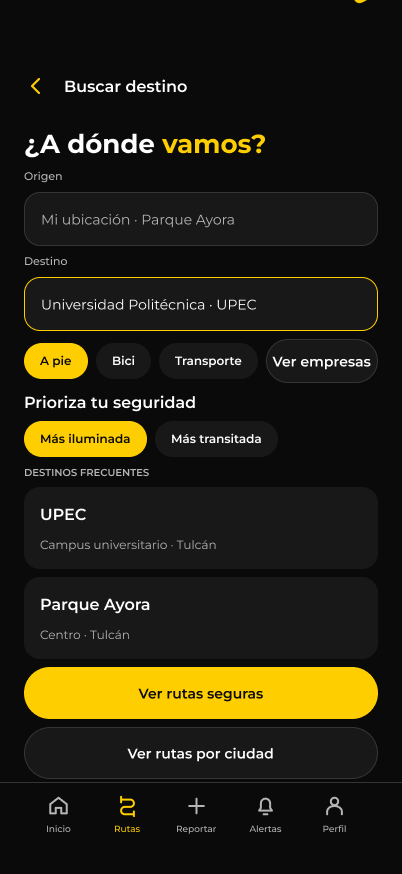 Buscar destino
¿A dónde vamos?
Origen
Mi ubicación · Parque Ayora
Destino
Universidad Politécnica · UPEC
A pie
Bici
Transporte
Ver empresas
Prioriza tu seguridad
Más iluminada
Más transitada
DESTINOS FRECUENTES
UPEC
Campus universitario · Tulcán
Parque Ayora
Centro · Tulcán
Ver rutas seguras
Ver rutas por ciudad
Inicio
Rutas
Reportar
Alertas
Perfil